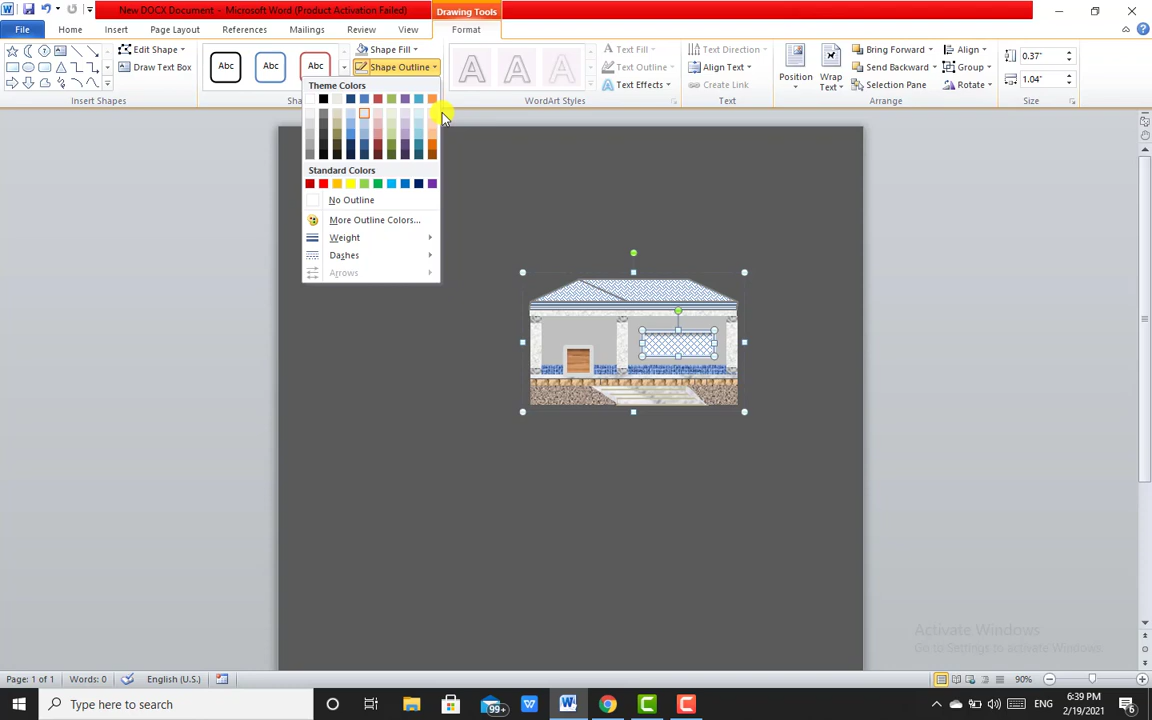 New DOCX Document - Microsoft Word (Product Activation Failed)
Drawing Tools
File
Home
Insert
Page Layout
References
Mailings
Review
View
Format
Edit Shape
Draw Text Box
Insert Shapes
Abc
Abc
Abc
Sha
Shape Fill
Shape Outline
WordArt Styles
Text Fill
Text Outline
Text Effects
Text Direction
Align Text
Create Link
Text
Position
Wrap
Text
Bring Forward
Send Backward
Selection Pane
Align
Group
Rotate
Arrange
0.37"
1.04"
Size
Theme Colors
Standard Colors
No Outline
More Outline Colors...
Weight
Dashes
Arrows
Activate Windows
Go to Settings to activate Windows.
Page: 1 of 1
Words: 0
English (U.S.)
90%
Type here to search
99+
ENG
6:39 PM
2/19/2021
6